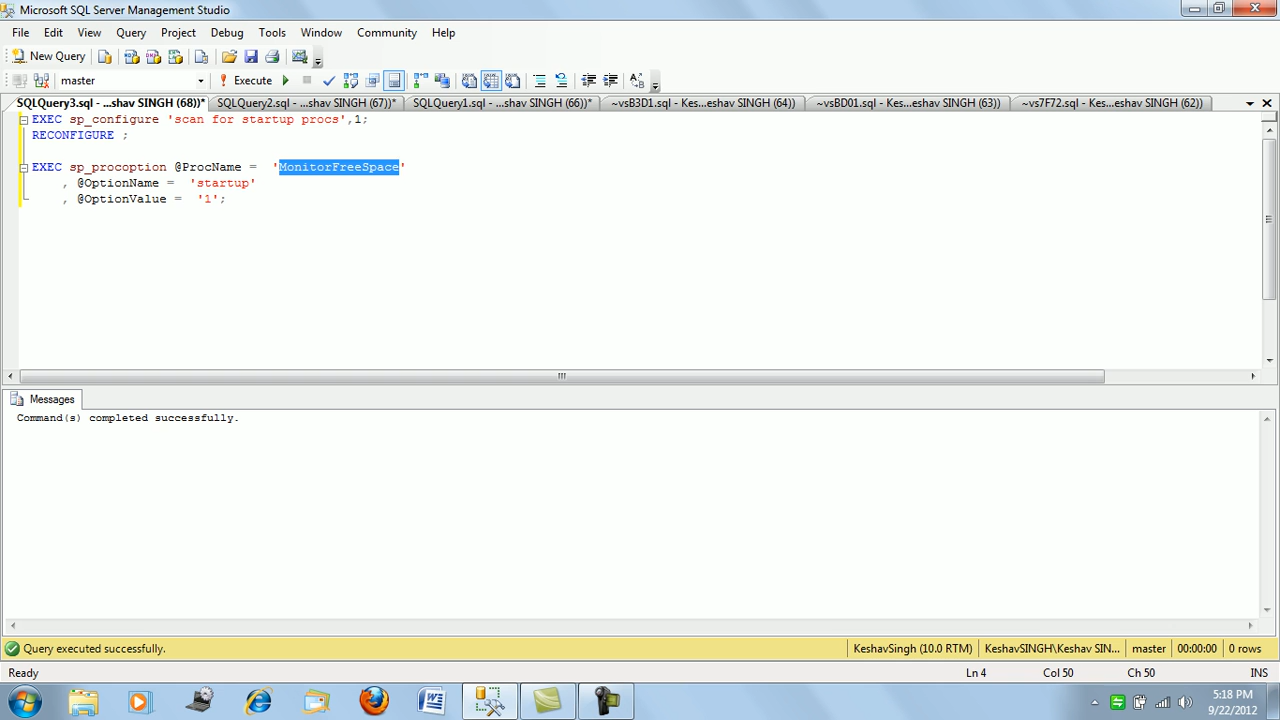 Microsoft SQL Server Management Studio
File Edit View Query Project Debug Tools Window Community Help
New Query
master Execute
SQLQuery3.sql - ...shav SINGH (68))* SQLQuery2.sql - ...shav SINGH (67))* SQLQuery1.sql - ...shav SINGH (66))* ~vsB3D1.sql - Kes...eshav SINGH (64)) ~vsBD01.sql - Kes...eshav SINGH (63)) ~vs7F72.sql - Kes...eshav SINGH (62))
EXEC sp_configure 'scan for startup procs',1;
RECONFIGURE ;
EXEC sp_procoption @ProcName = 'MonitorFreeSpace'
, @OptionName = 'startup'
, @OptionValue = '1';
Messages
Command(s) completed successfully.
Query executed successfully. KeshavSingh (10.0 RTM) KeshavSINGH\Keshav SIN... master 00:00:00 0 rows
Ready Ln 4 Col 50 Ch 50 INS
5:18 PM
9/22/2012